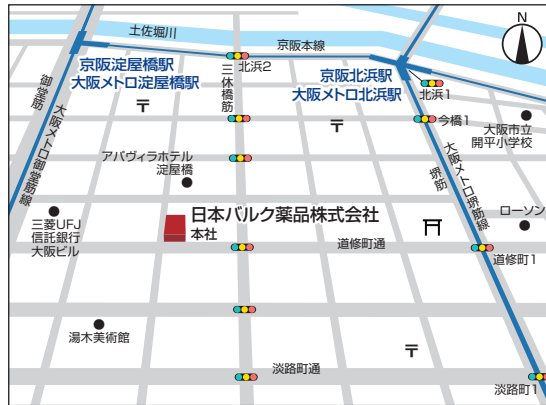 土佐堀川
京阪本線
N
京阪淀屋橋駅
大阪メトロ淀屋橋駅
北浜2
京阪北浜駅
大阪メトロ北浜駅
北浜1
御堂筋
大阪メトロ御堂筋線
三休橋筋
〒
〒
今橋1
大阪市立
開平小学校
アパヴィラホテル
淀屋橋
堺筋
大阪メトロ堺筋線
三菱UFJ
信託銀行
大阪ビル
日本バルク薬品株式会社
本社
道修町通
ローソン
道修町1
湯木美術館
〒
淡路町通
淡路町1